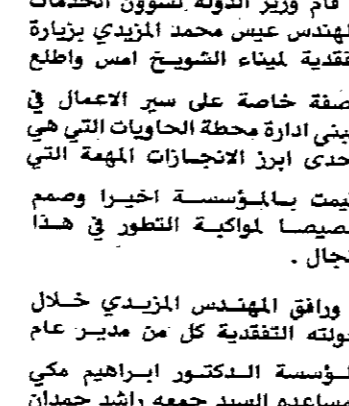 قام وزير الدولة لشؤون الخدمات
المهندس عيسى محمد المزيدي بزيارة
تفقدية لميناء الشويخ امس واطلع
بصفة خاصة على سير الاعمال في
مبنى ادارة محطة الحاويات التي هي
احدى ابرز الانجازات المهمة التي
اقيمت بالمؤسسة اخيرا وصمم
خصيصا لمواكبة التطور في هذا
المجال .
ورافق المهندس المزيدي خلال
جولته التفقدية كل من مدير عام
المؤسسة الدكتور ابراهيم مكي
ومساعده السيد جمعه راشد حمدان